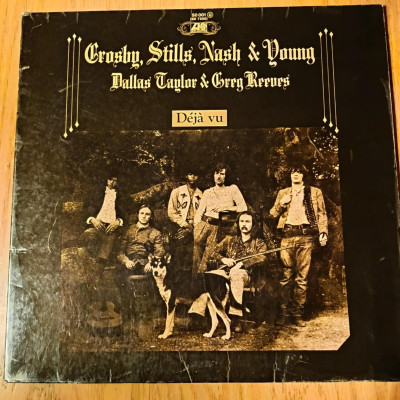 Crosby, Stills, Nash & Young
Dallas Taylor & Greg Reeves
Déjà vu